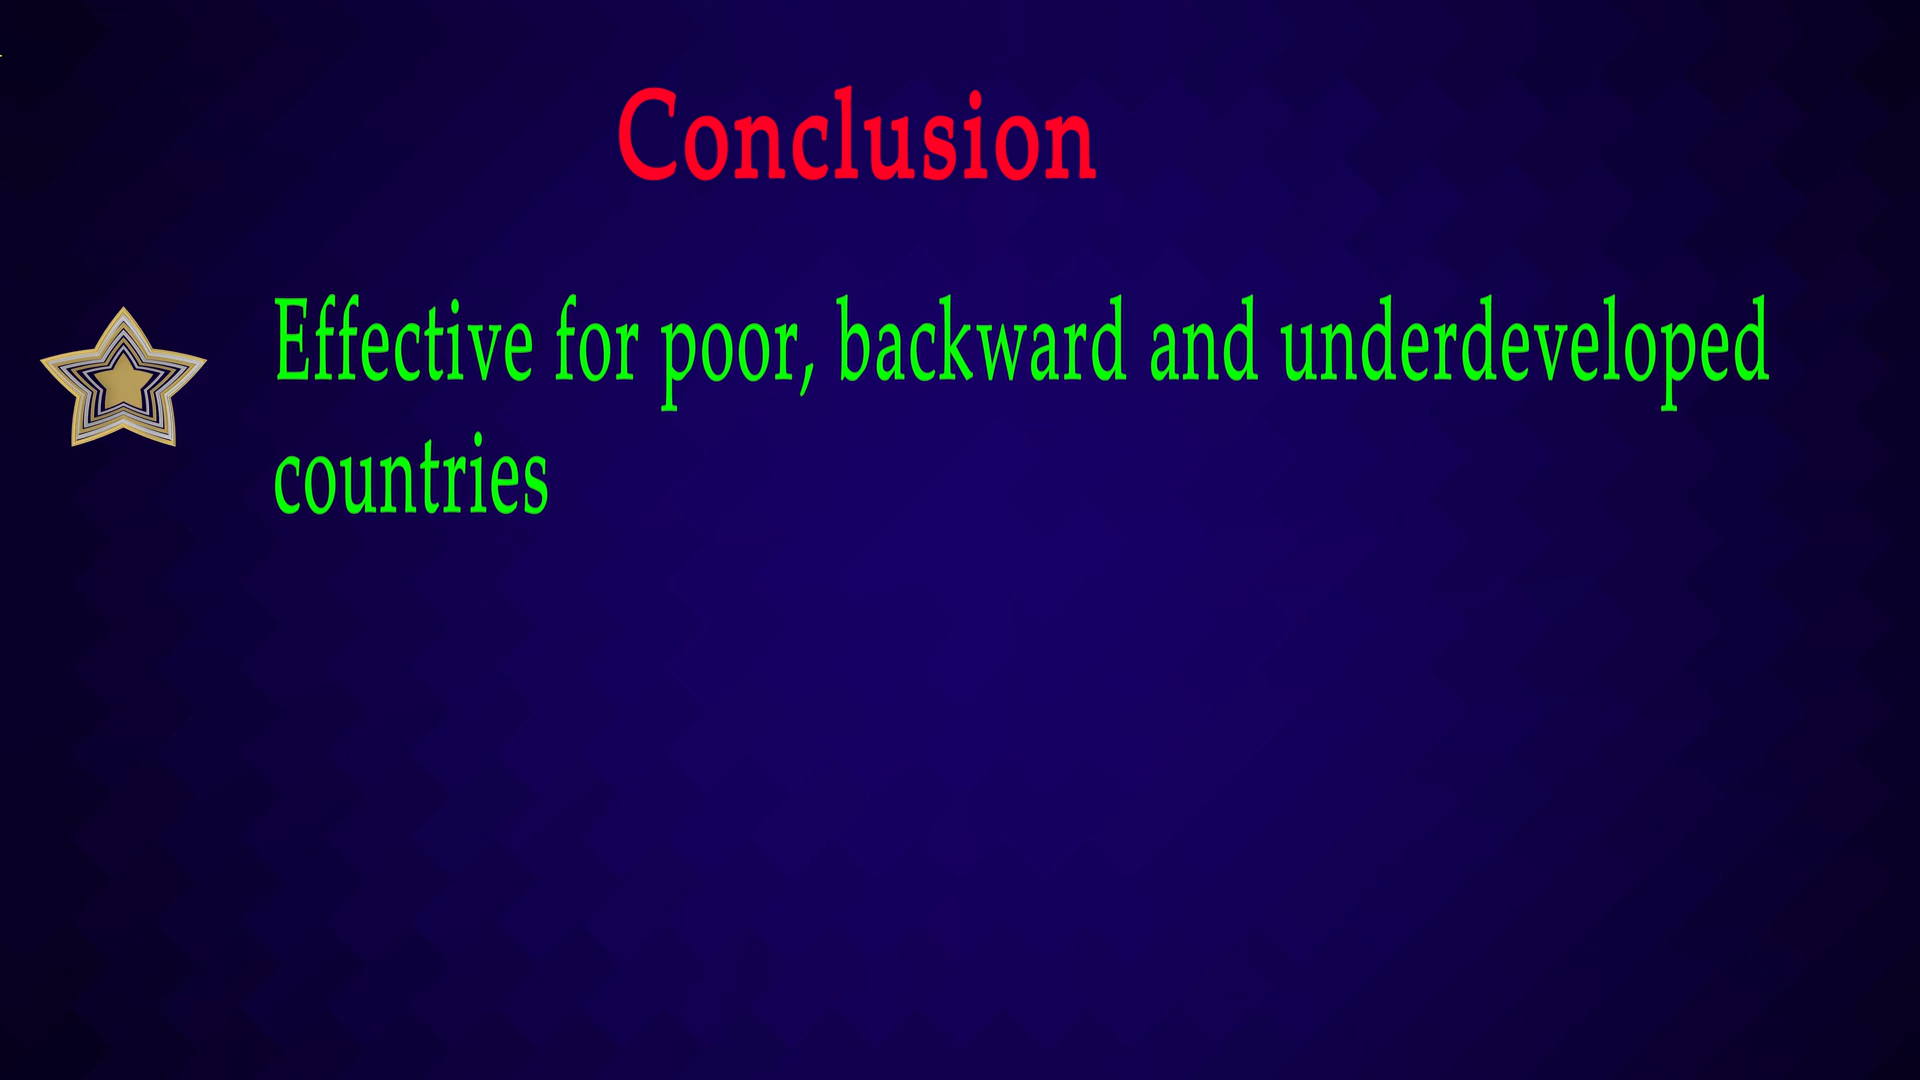 Conclusion
Effective for poor, backward and underdeveloped
countries